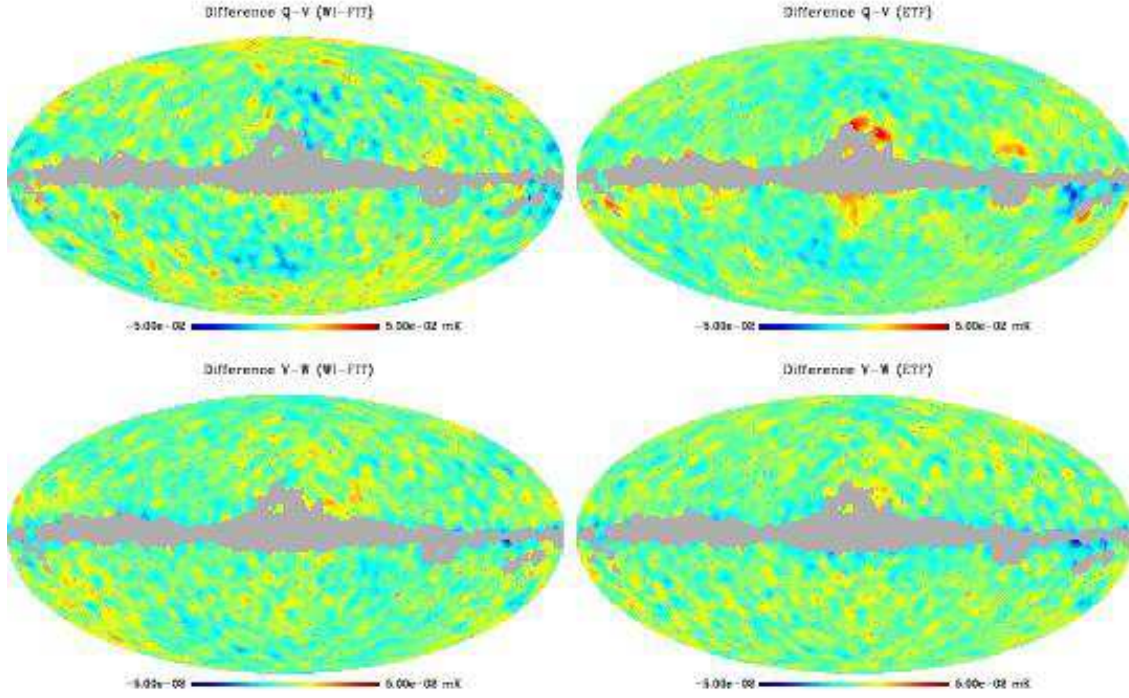 Difference Q-V (WI-FIT)
Difference Q-V (ETF)
-5.00e-02 5.00e-02 mK
-5.00e-02 5.00e-02 mK
Difference V-W (WI-FIT)
Difference V-W (ETF)
-5.00e-02 5.00e-02 mK
-5.00e-02 5.00e-02 mK